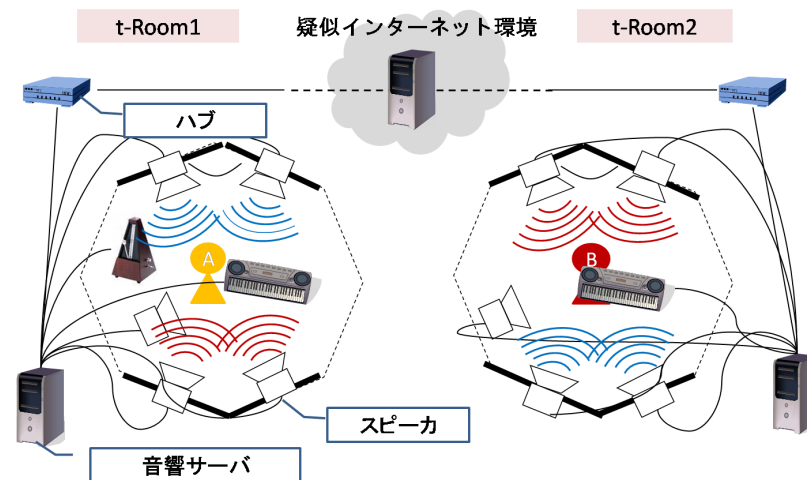 t-Room1
疑似インターネット環境
t-Room2
ハブ
A
B
スピーカ
音響サーバ